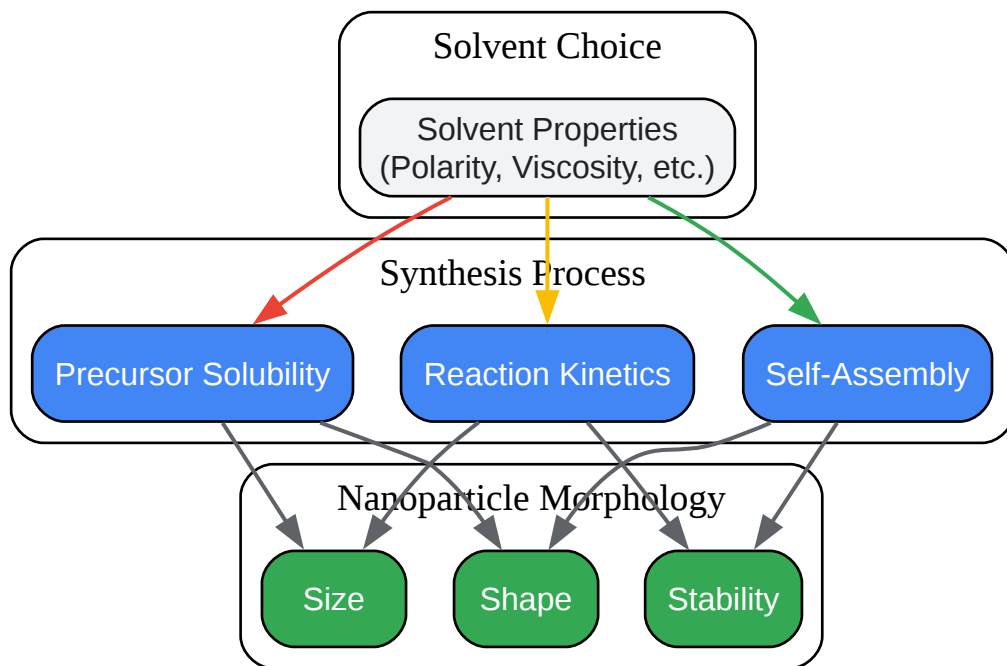 Solvent Choice
Solvent Properties
(Polarity, Viscosity, etc.)
Synthesis Process
Precursor Solubility
Reaction Kinetics
Self-Assembly
Nanoparticle Morphology
Size
Shape
Stability